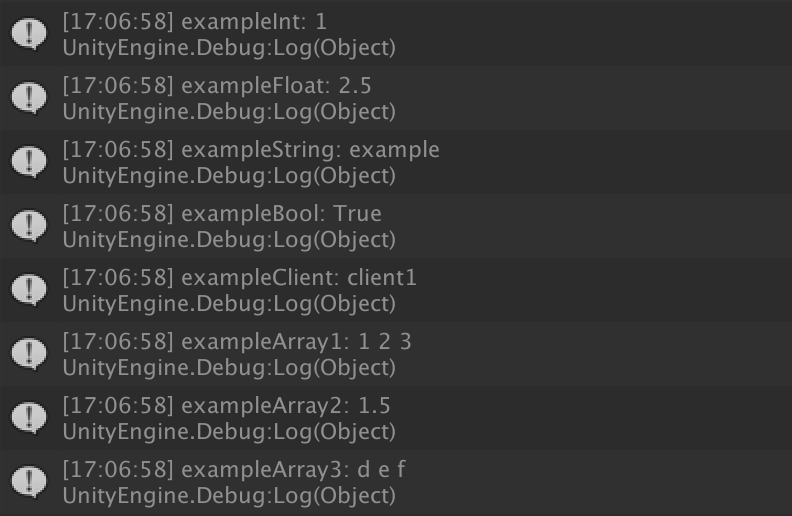 [17:06:58] exampleInt: 1
UnityEngine.Debug:Log(Object)
[17:06:58] exampleFloat: 2.5
UnityEngine.Debug:Log(Object)
[17:06:58] exampleString: example
UnityEngine.Debug:Log(Object)
[17:06:58] exampleBool: True
UnityEngine.Debug:Log(Object)
[17:06:58] exampleClient: client1
UnityEngine.Debug:Log(Object)
[17:06:58] exampleArray1: 1 2 3
UnityEngine.Debug:Log(Object)
[17:06:58] exampleArray2: 1.5
UnityEngine.Debug:Log(Object)
[17:06:58] exampleArray3: d e f
UnityEngine.Debug:Log(Object)